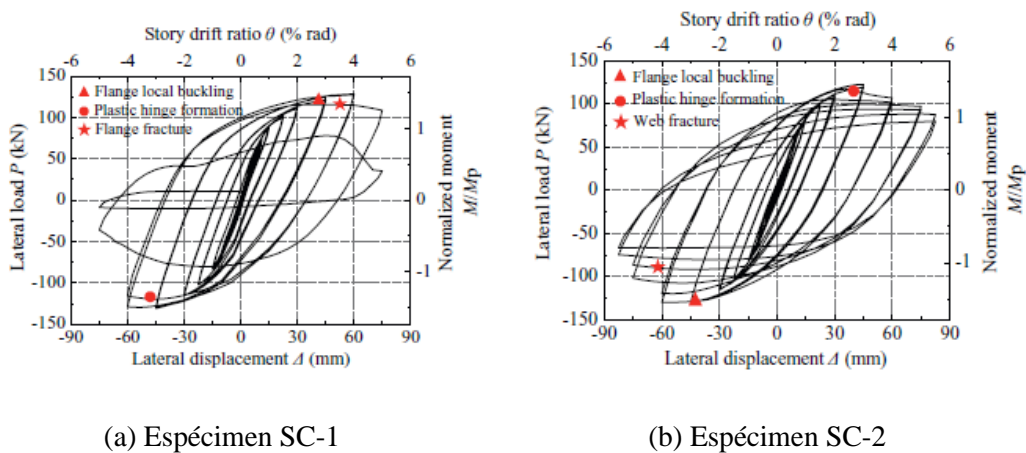 Story drift ratio θ (% rad)
-6 -4 -2 0 2 4 6
150
100
50
0
-50
-100
-150
Lateral load P (kN)
Flange local buckling
Plastic hinge formation
Flange fracture
1
0
-1
Normalized moment
M/Mp
-90 -60 -30 0 30 60 90
Lateral displacement Δ (mm)
(a) Espécimen SC-1
Story drift ratio θ (% rad)
-6 -4 -2 0 2 4 6
150
100
50
0
-50
-100
-150
Lateral load P (kN)
Flange local buckling
Plastic hinge formation
Web fracture
1
0
-1
Normalized moment
M/Mp
-90 -60 -30 0 30 60 90
Lateral displacement Δ (mm)
(b) Espécimen SC-2